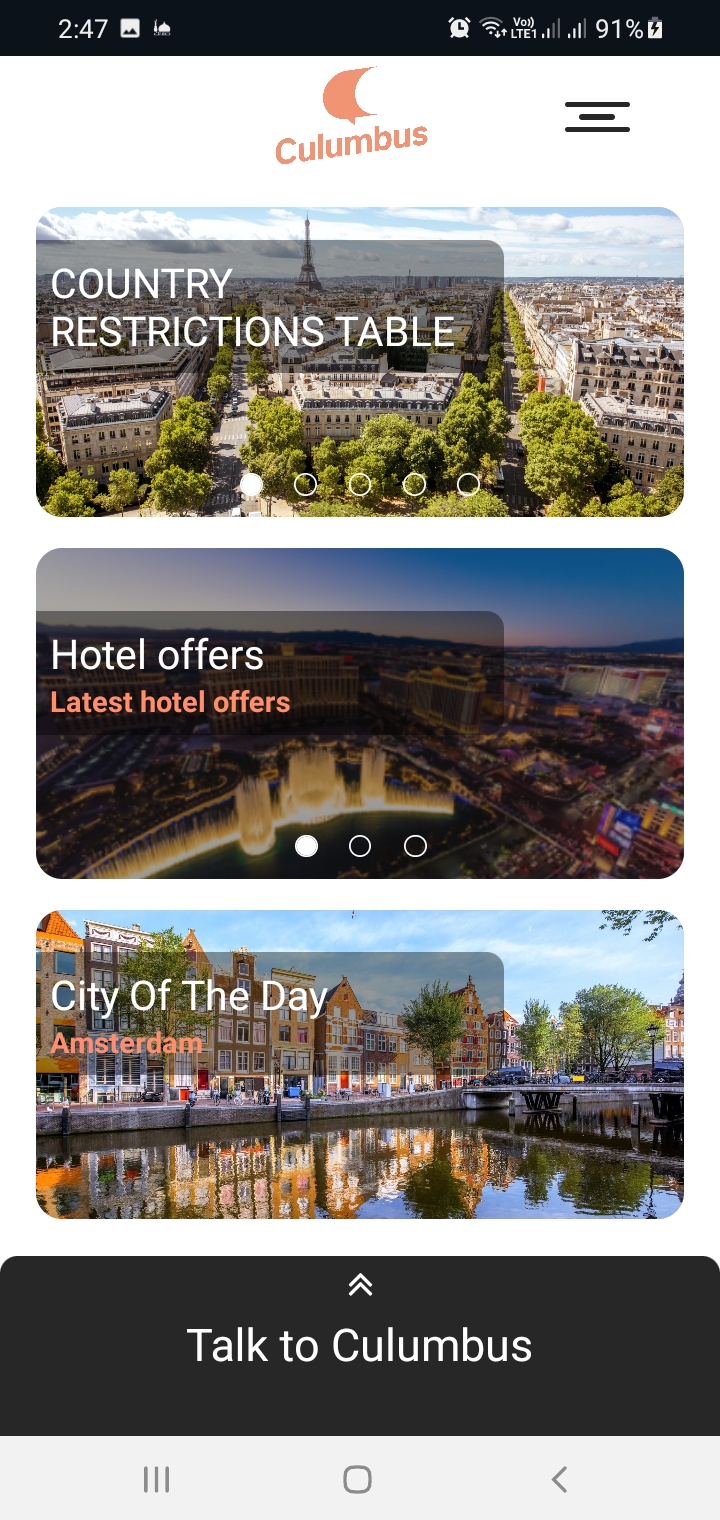 2:47
Vo))
LTE1
91%
Culumbus
COUNTRY
RESTRICTIONS TABLE
Hotel offers
Latest hotel offers
City Of The Day
Amsterdam
Talk to Culumbus